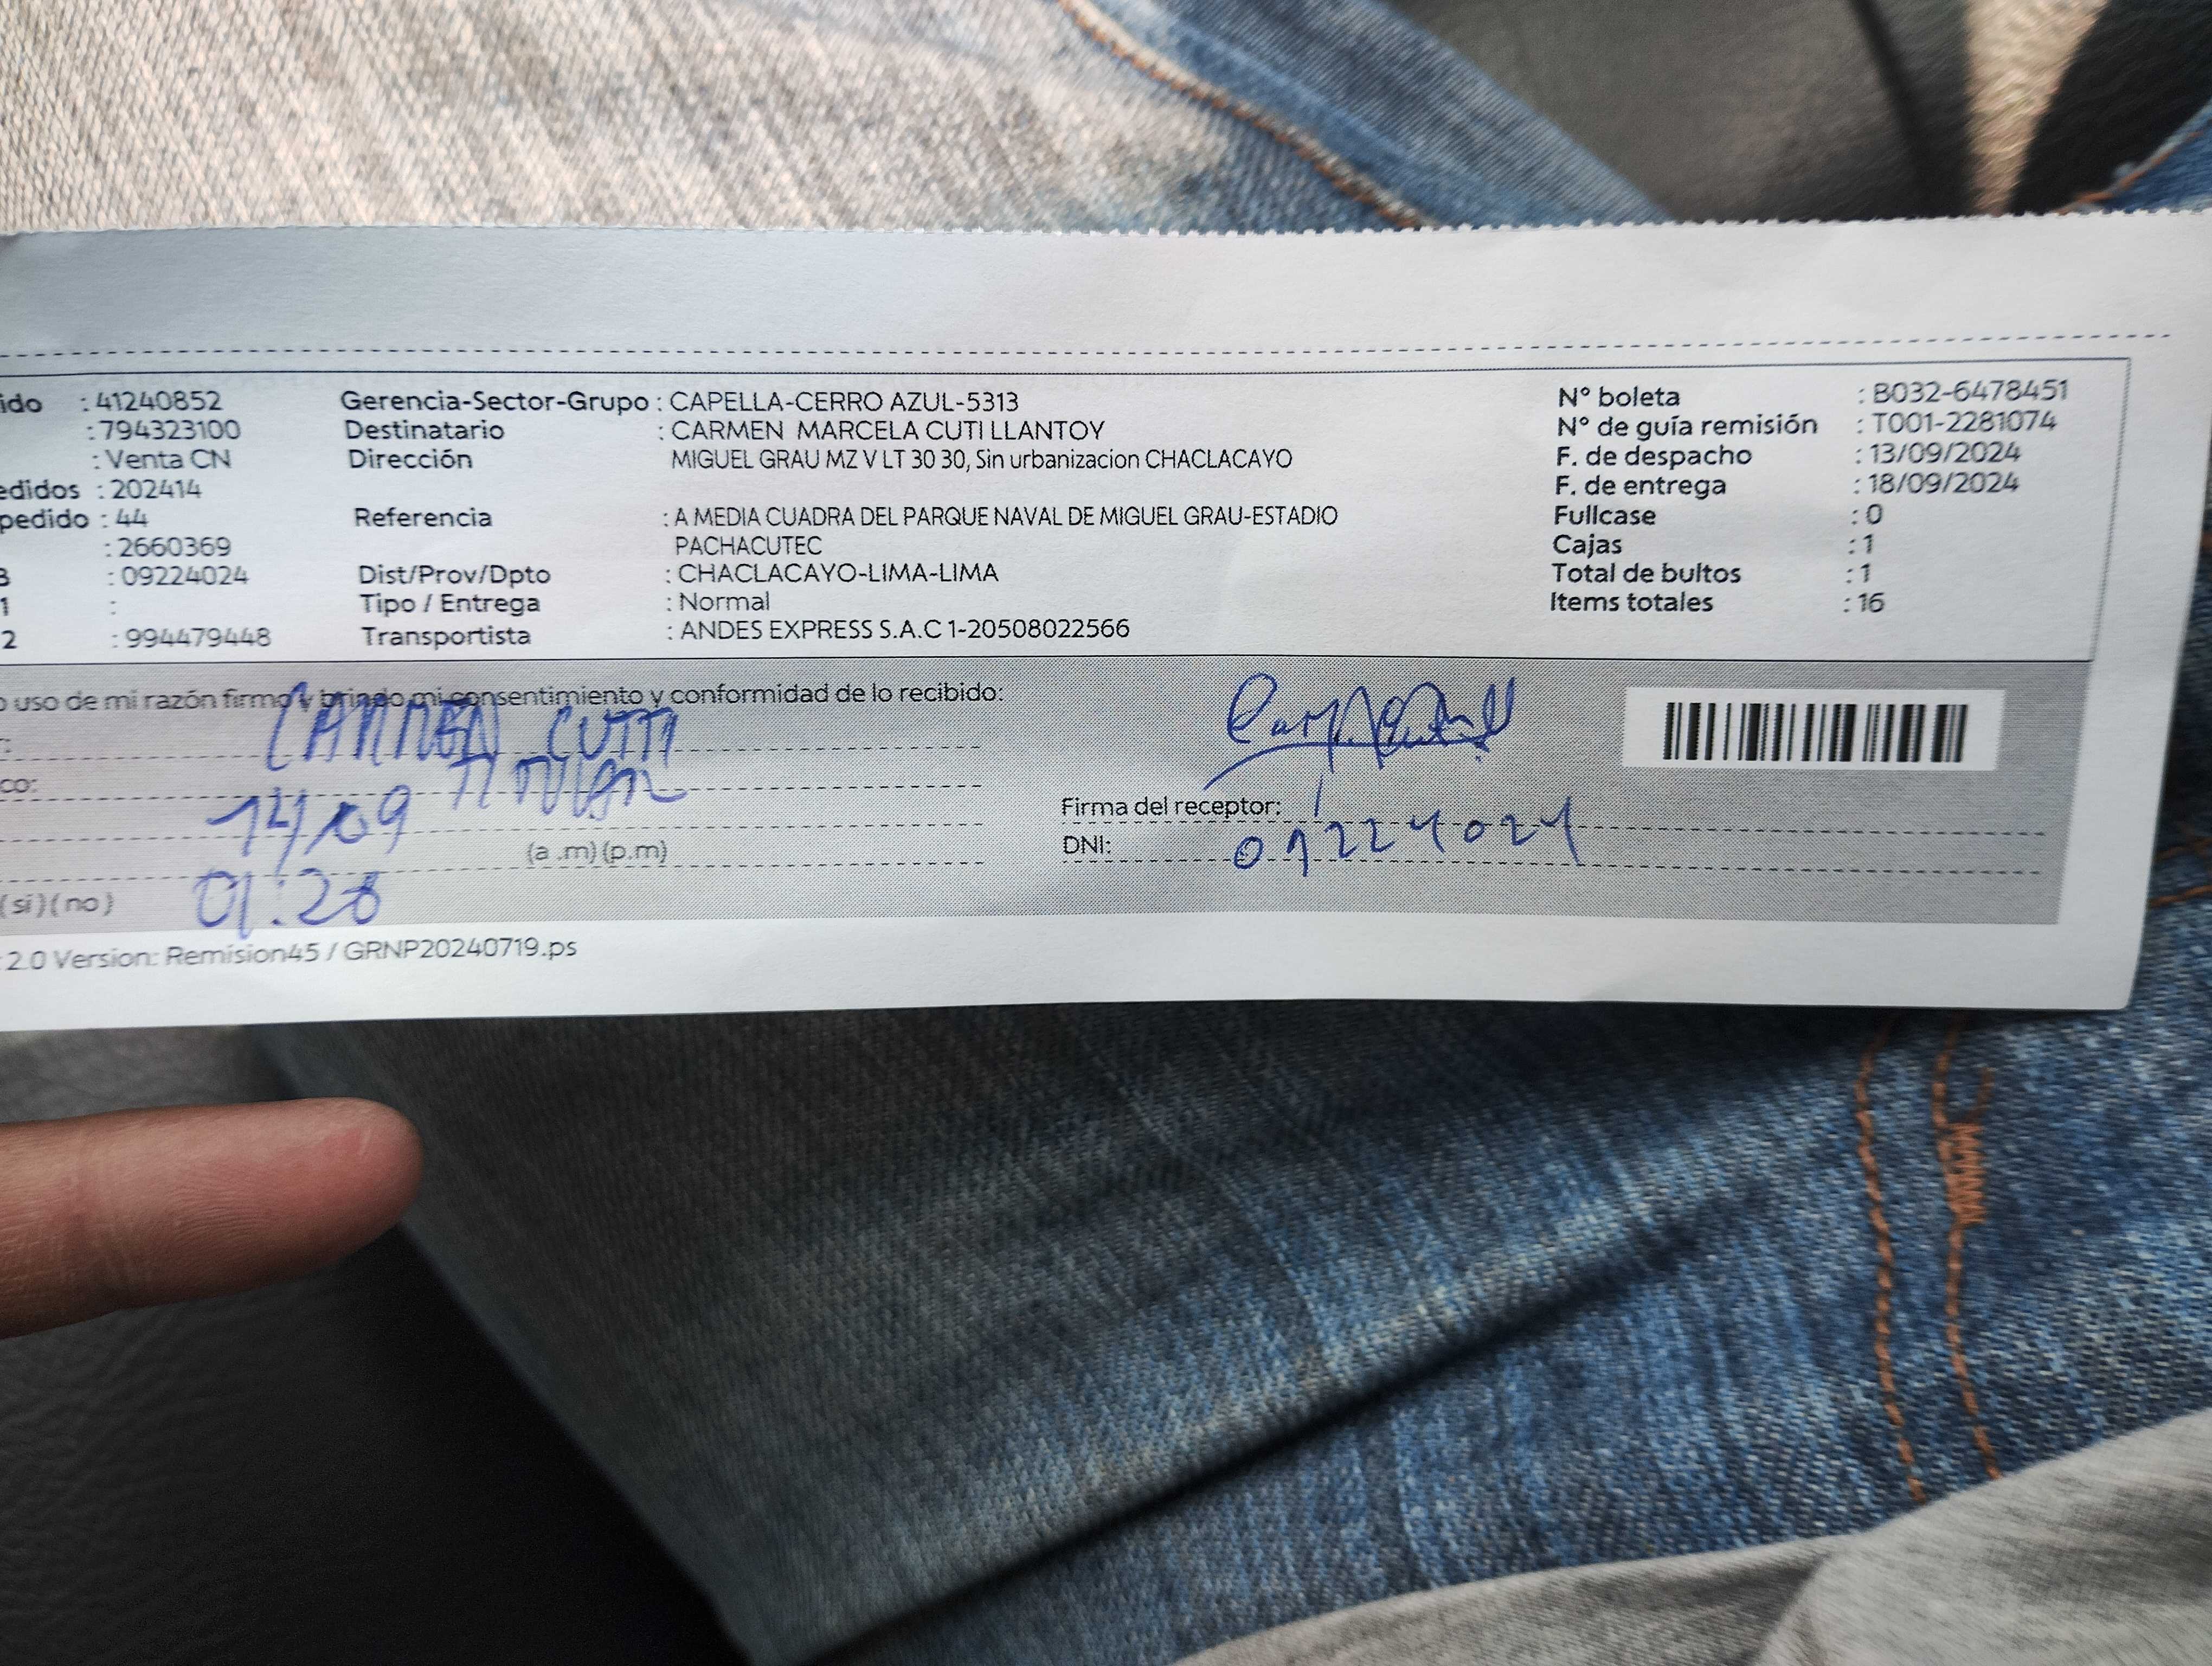 ido : 41240852 Gerencia-Sector-Grupo : CAPELLA-CERRO AZUL-5313 N° boleta : B032-6478451
: 794323100 Destinatario : CARMEN MARCELA CUTI LLANTOY N° de guía remisión : T001-2281074
: Venta CN Dirección MIGUEL GRAU MZ V LT 30 30, Sin urbanizacion CHACLACAYO F. de despacho : 13/09/2024
edidos : 202414 F. de entrega : 18/09/2024
pedido : 44 Referencia : A MEDIA CUADRA DEL PARQUE NAVAL DE MIGUEL GRAU-ESTADIO Fullcase : 0
: 2660369 PACHACUTEC Cajas : 1
3 : 09224024 Dist/Prov/Dpto : CHACLACAYO-LIMA-LIMA Total de bultos : 1
1 : Tipo / Entrega : Normal Items totales : 16
2 : 994479448 Transportista : ANDES EXPRESS S.A.C 1-20508022566
o uso de mi razón firmo y brindo mi consentimiento y conformidad de lo recibido:
r: CARMEN CUTTI
co:
14/09
Firma del receptor:
(a .m) (p.m) DNI: 09224024
(si) (no) 01:28
2.0 Version: Remision45 / GRNP20240719.ps